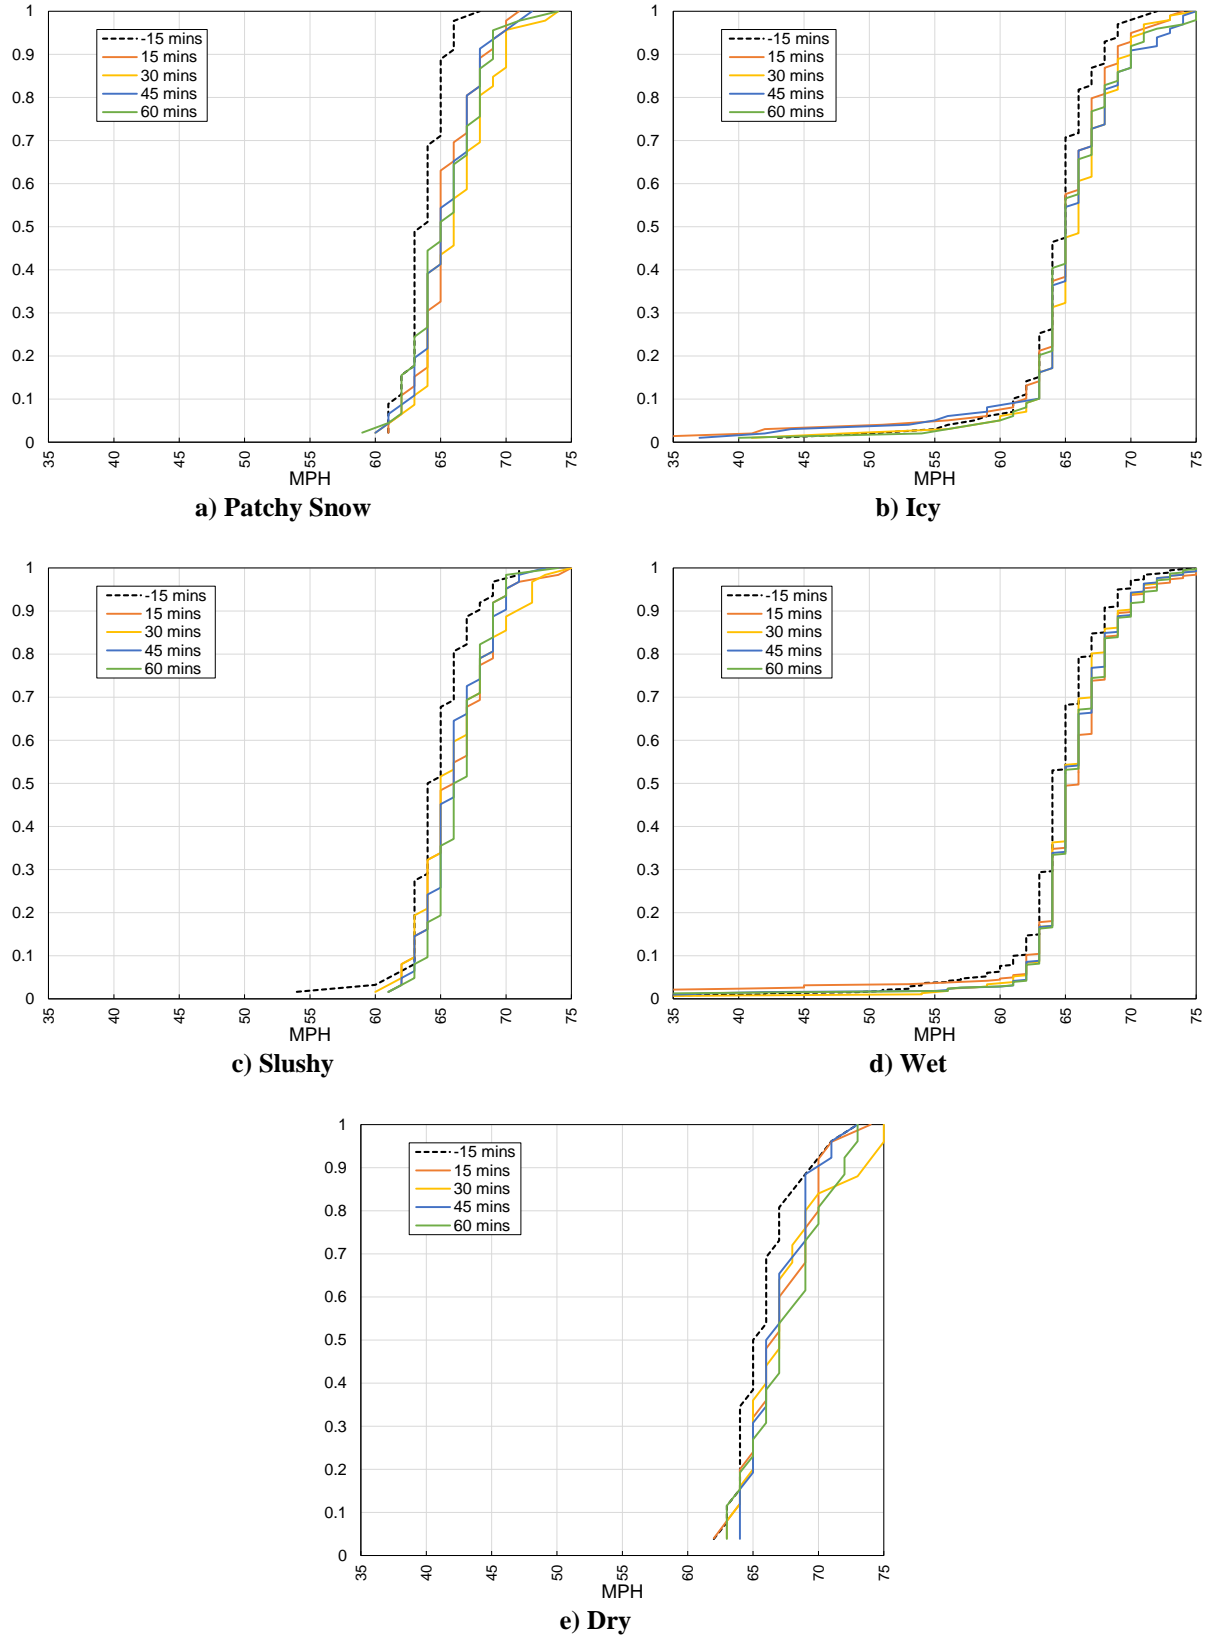 1
0.9
0.8
0.7
0.6
0.5
0.4
0.3
0.2
0.1
0
-15 mins
15 mins
30 mins
45 mins
60 mins
35
40
45
50
55
60
65
70
75
MPH
a) Patchy Snow
1
0.9
0.8
0.7
0.6
0.5
0.4
0.3
0.2
0.1
0
-15 mins
15 mins
30 mins
45 mins
60 mins
35
40
45
50
55
60
65
70
75
MPH
b) Icy
1
0.9
0.8
0.7
0.6
0.5
0.4
0.3
0.2
0.1
0
-15 mins
15 mins
30 mins
45 mins
60 mins
35
40
45
50
55
60
65
70
75
MPH
c) Slushy
1
0.9
0.8
0.7
0.6
0.5
0.4
0.3
0.2
0.1
0
-15 mins
15 mins
30 mins
45 mins
60 mins
35
40
45
50
55
60
65
70
75
MPH
d) Wet
1
0.9
0.8
0.7
0.6
0.5
0.4
0.3
0.2
0.1
0
-15 mins
15 mins
30 mins
45 mins
60 mins
35
40
45
50
55
60
65
70
75
MPH
e) Dry